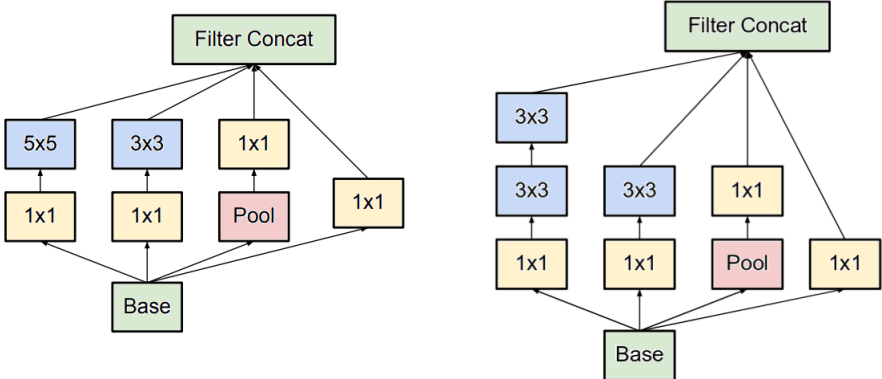 Filter Concat
5x5
3x3
1x1
1x1
1x1
Pool
1x1
Base
Filter Concat
3x3
3x3
3x3
1x1
1x1
1x1
Pool
1x1
Base